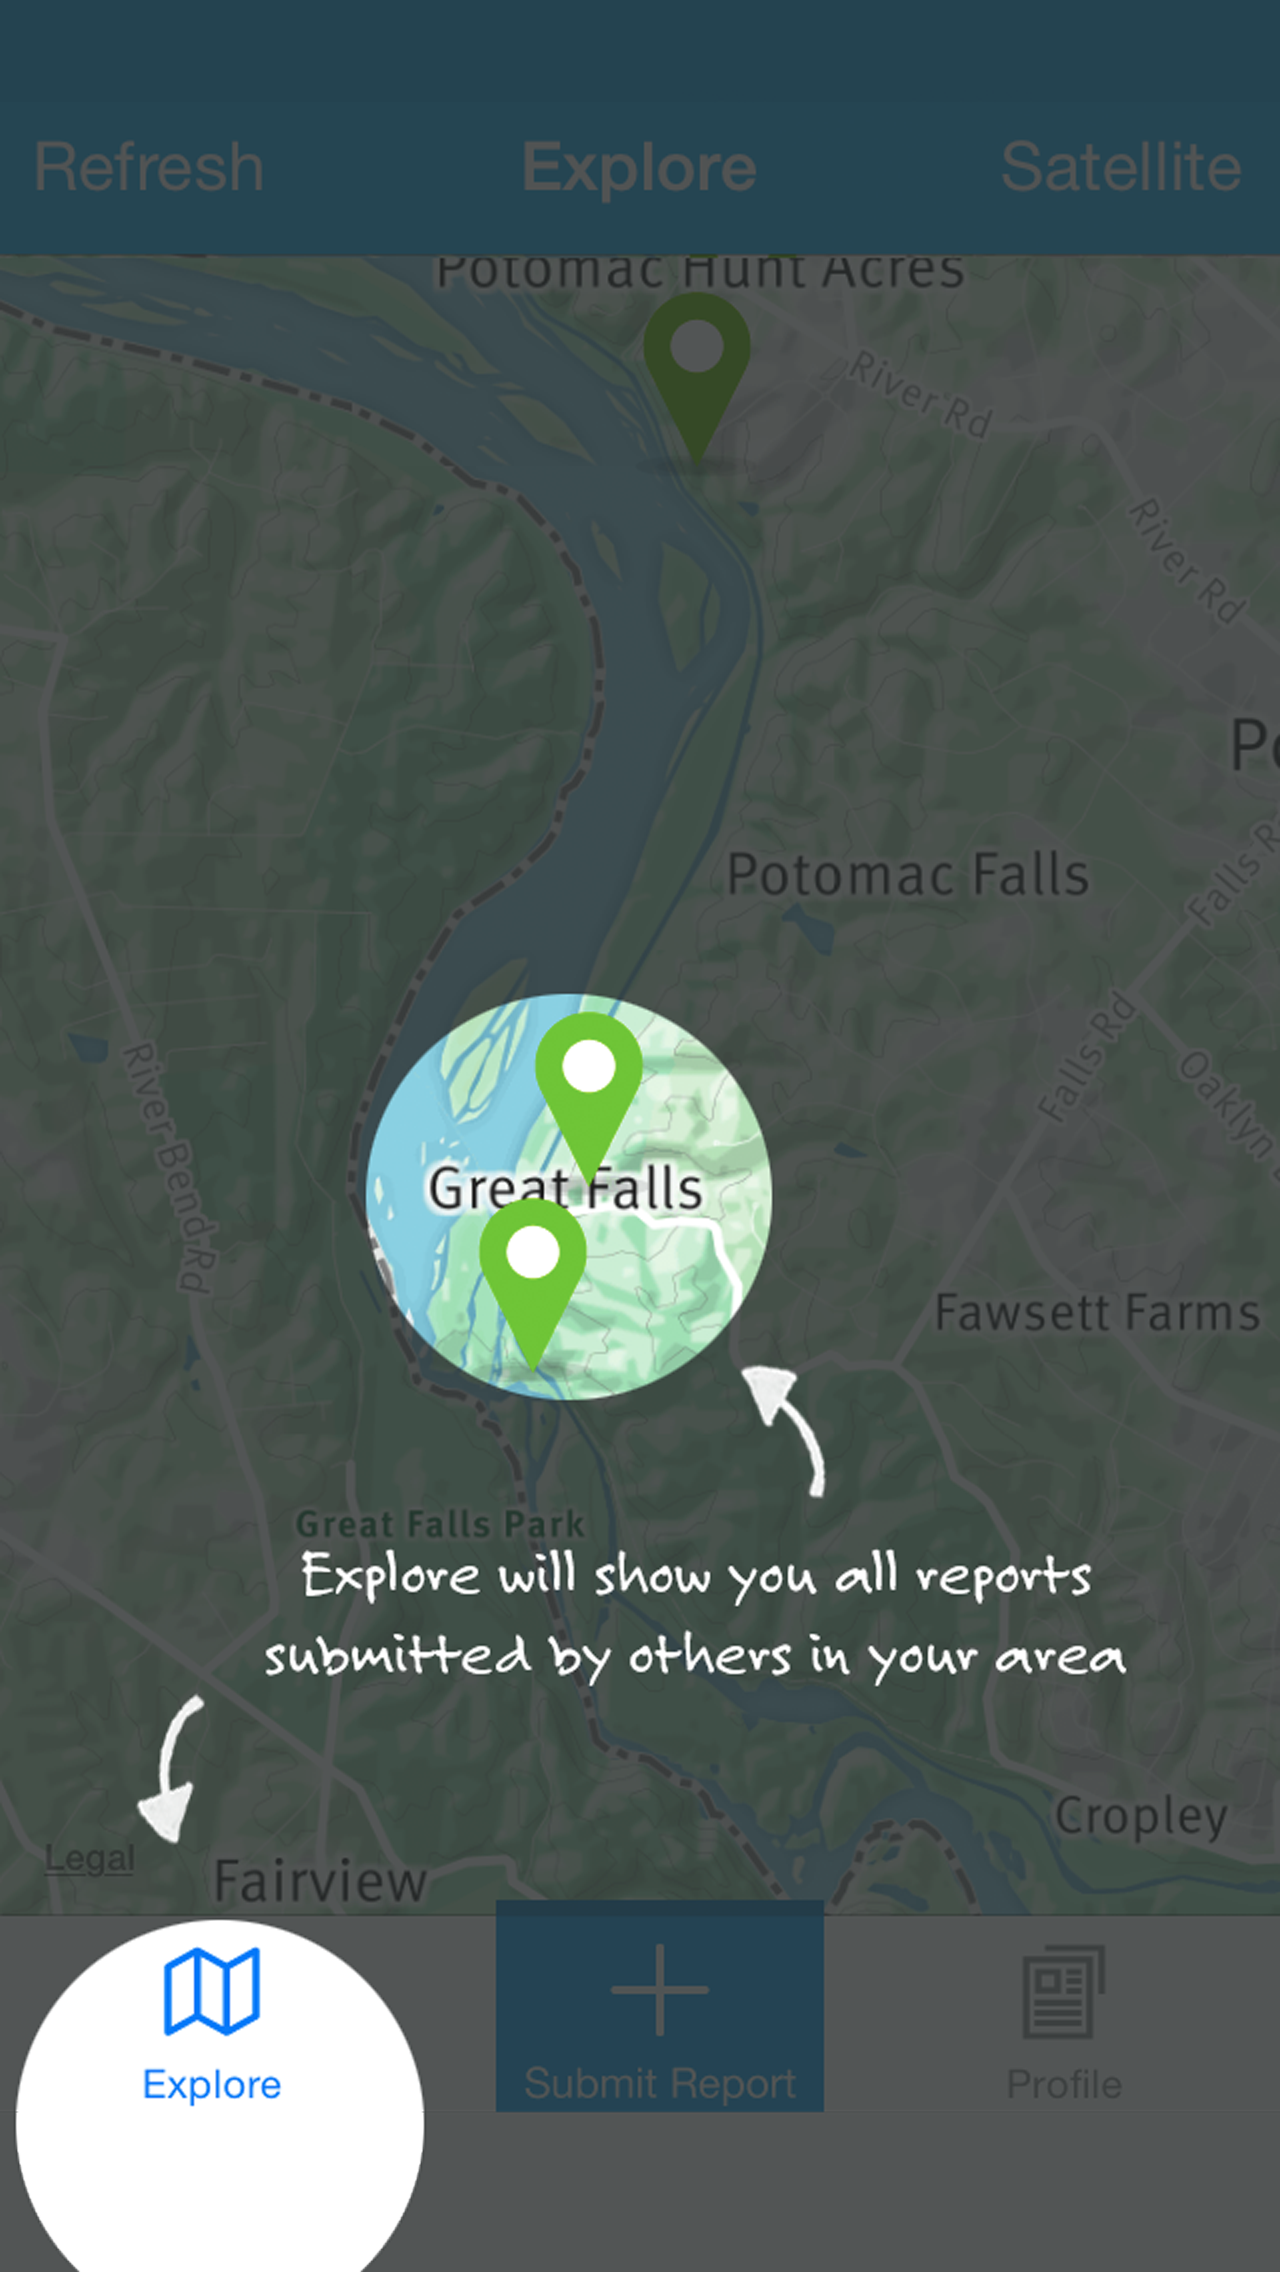 Refresh
Explore
Satellite
Potomac Hunt Acres
River Rd
River Rd
Potomac Falls
Falls Rd
River Bend Rd
Oaklyn
Great Falls
Fawsett Farms
Great Falls Park
Explore will show you all reports
submitted by others in your area
Cropley
Legal
Fairview
Explore
Submit Report
Profile